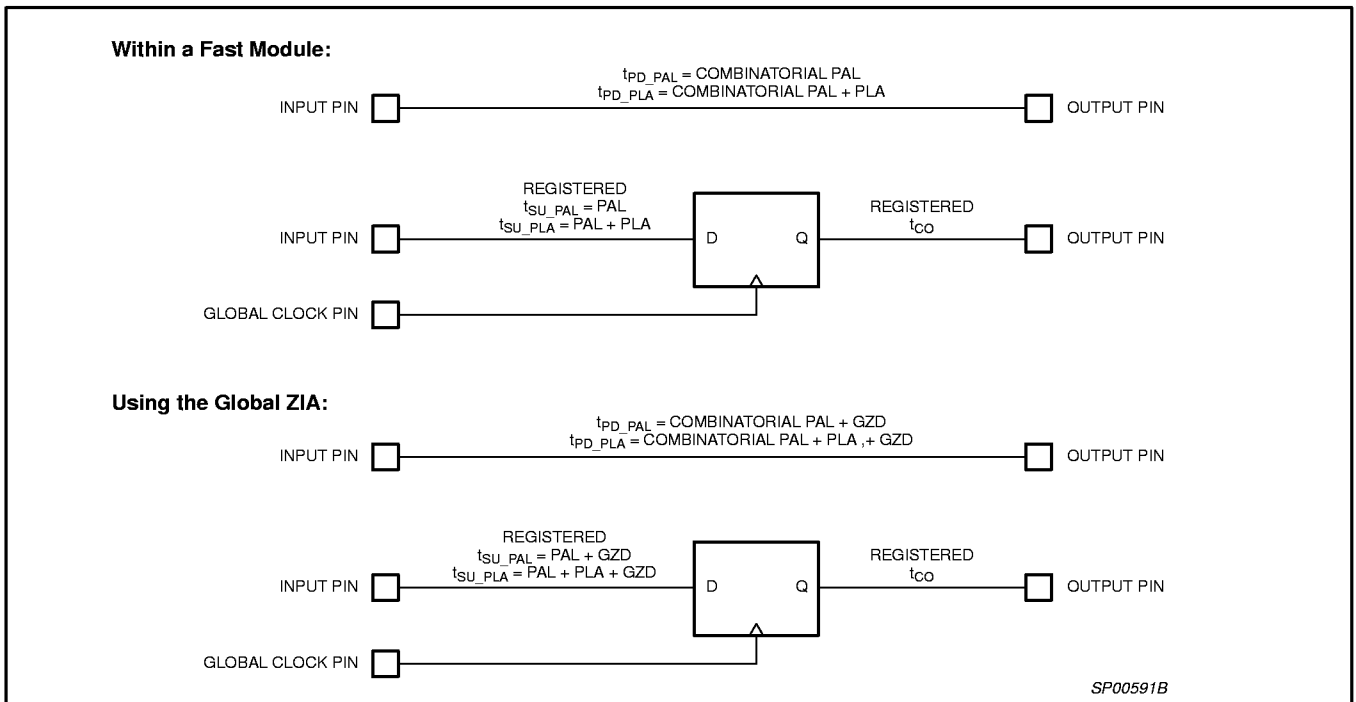 Within a Fast Module:
tPD_PAL = COMBINATORIAL PAL
tPD_PLA = COMBINATORIAL PAL + PLA
INPUT PIN
OUTPUT PIN
REGISTERED
tSU_PAL = PAL
tSU_PLA = PAL + PLA
REGISTERED
tCO
INPUT PIN
D
Q
OUTPUT PIN
GLOBAL CLOCK PIN
Using the Global ZIA:
tPD_PAL = COMBINATORIAL PAL + GZD
tPD_PLA = COMBINATORIAL PAL + PLA ,+ GZD
INPUT PIN
OUTPUT PIN
REGISTERED
tSU_PAL = PAL + GZD
tSU_PLA = PAL + PLA + GZD
REGISTERED
tCO
INPUT PIN
D
Q
OUTPUT PIN
GLOBAL CLOCK PIN
SP00591B